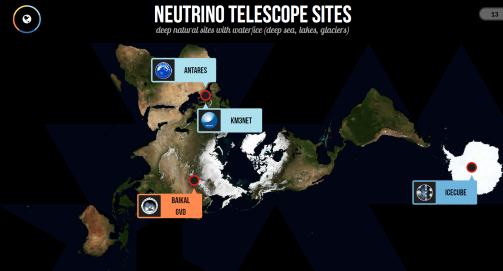 NEUTRINO TELESCOPE SITES
13
deep natural sites with water/ice (deep sea, lakes, glaciers)
ANTARES
KM3NET
ICECUBE
BAIKAL
GVD